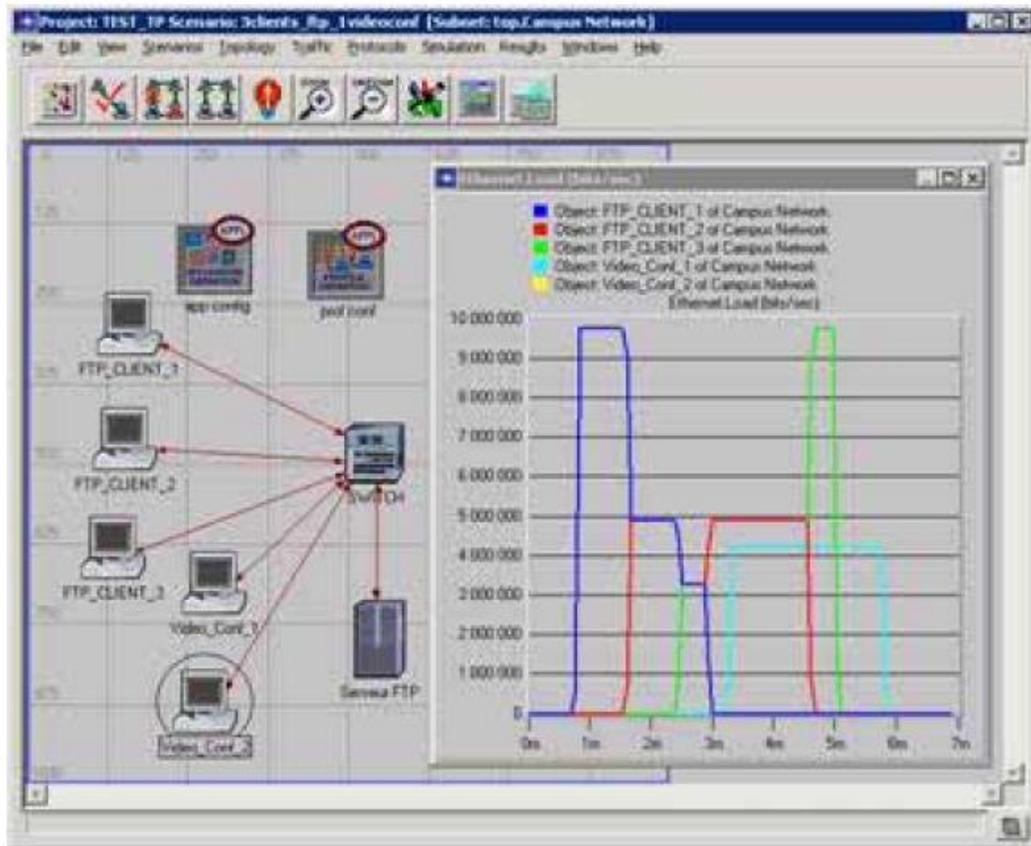 Project: TEST_TP Scenario: 3clients_ftp_1videoconf [Subnet: top.Campus Network]
File Edit View Scenarios Topology Traffic Protocols Simulation Results Windows Help
Ethernet.Load (bits/sec)
Object: FTP_CLIENT_1 of Campus Network
Object: FTP_CLIENT_2 of Campus Network
Object: FTP_CLIENT_3 of Campus Network
Object: Video_Conf_1 of Campus Network
Object: Video_Conf_2 of Campus Network
Ethernet.Load (bits/sec)
10 000 000
9 000 000
8 000 000
7 000 000
6 000 000
5 000 000
4 000 000
3 000 000
2 000 000
1 000 000
0
0m 1m 2m 3m 4m 5m 6m 7m
APPL
app config
APPL
prof conf
FTP_CLIENT_1
FTP_CLIENT_2
SWITCH
FTP_CLIENT_3
Video_Conf_1
Serveur FTP
Video_Conf_2